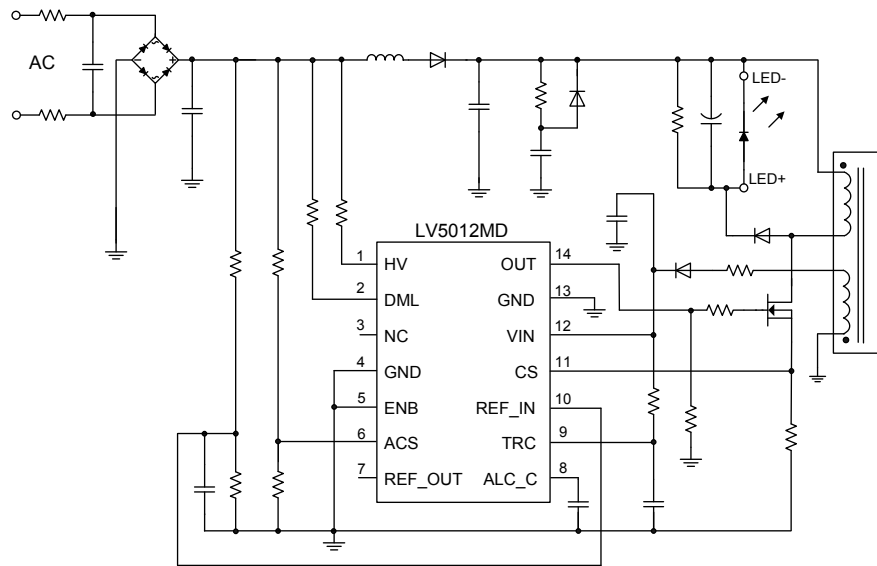 AC
LED-
LED+
LV5012MD
1 HV OUT 14
2 DML GND 13
3 NC VIN 12
4 GND CS 11
5 ENB REF_IN 10
6 ACS TRC 9
7 REF_OUT ALC_C 8